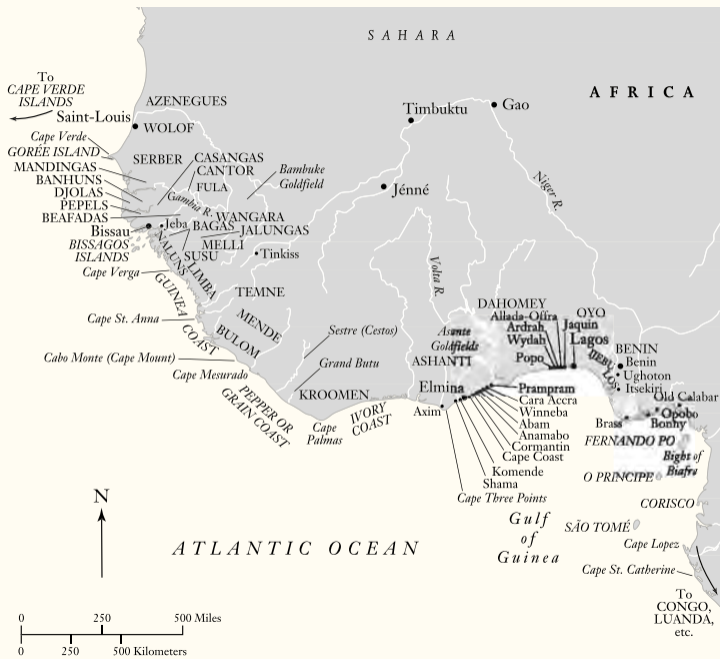 SAHARA
AFRICA
To
CAPE VERDE
ISLANDS
Saint-Louis
AZENEGUES
WOLOF
Timbuktu
Gao
Cape Verde
GORÉE ISLAND
SERBER
CASANGAS
CANTOR
FULA
Bambuke
Goldfield
MANDINGAS
BANHUNS
DJOLAS
PEPELS
BEAFADAS
Gambia R.
Jénné
Niger R.
Bissau
Jeba
BAGAS
WANGARA
JALUNGAS
MELLI
SUSU
Tinkiss
BISSAGOS
ISLANDS
NALUNS
LIMBA
Cape Verga
GUINEA
COAST
TEMNE
Volta R.
Cape St. Anna
MENDE
BULOM
Sestre (Cestos)
Cabo Monte (Cape Mount)
Grand Butu
Cape Mesurado
PEPPER OR
GRAIN COAST
KROOMEN
Cape
Palmas
IVORY
COAST
DAHOMEY
Allada-Offra
Ardrah
Wydah
Popo
OYO
Jaquin
Lagos
Asante
Goldfields
ASHANTI
BENIN
Benin
Ughoton
Itsekiri
Old Calabar
Opobo
Bonny
Brass
Elmina
Axim
Prampram
Cara Accra
Winneba
Abam
Anamabo
Cormantin
Cape Coast
Komende
Shama
Cape Three Points
FERNANDO PO
Bight of
Biafra
O PRINCIPE
CORISCO
SÃO TOMÉ
Cape Lopez
Cape St. Catherine
Gulf
of
Guinea
ATLANTIC OCEAN
To
CONGO,
LUANDA,
etc.
N
0 250 500 Miles
0 250 500 Kilometers